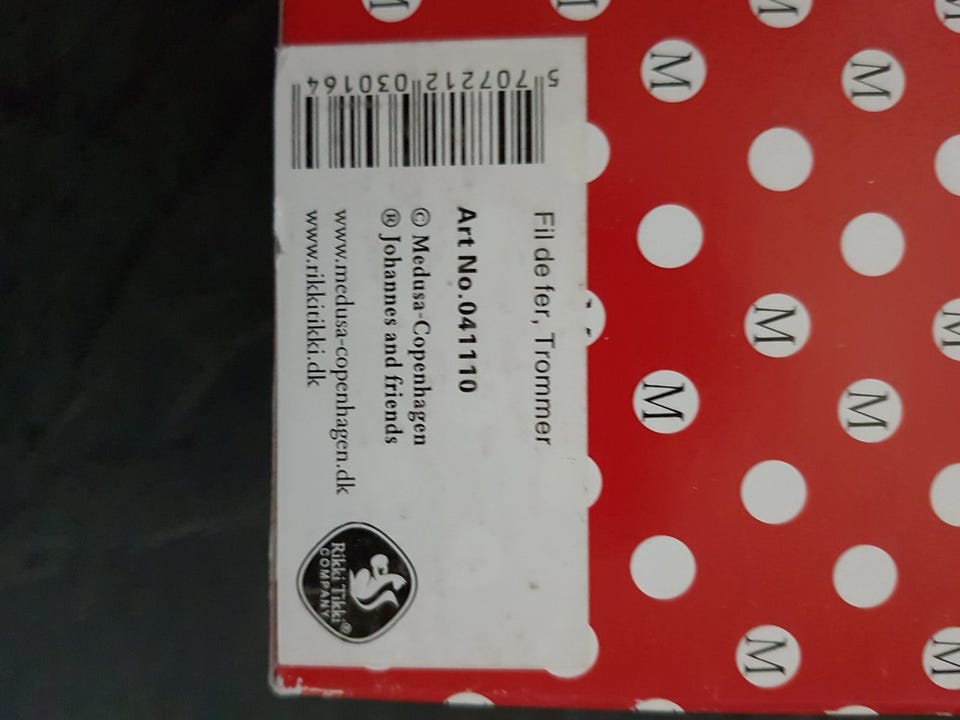 Fil de fer, Trommer
Art No.041110
© Medusa-Copenhagen
® Johannes and friends
www.medusa-copenhagen.dk
www.rikkitikki.dk
5 707212 030164
Rikki Tikki®
COMPANY
M
M
M
M
M
M
M
M
M
M
M
M